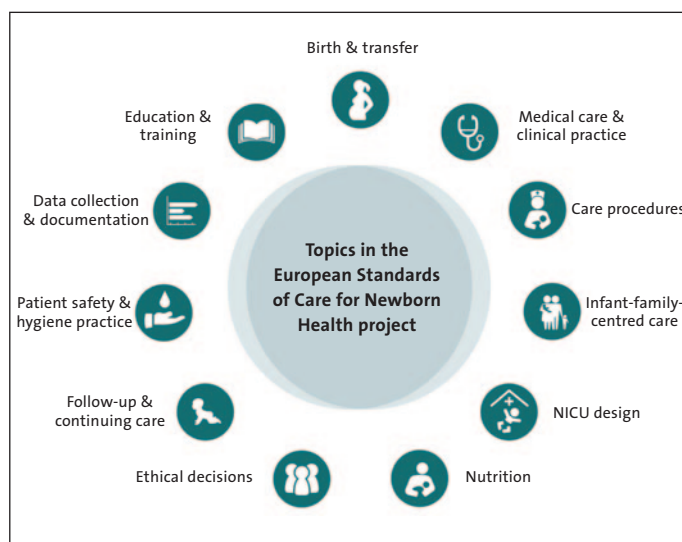 Birth & transfer
Medical care &
clinical practice
Care procedures
Infant-family-
centred care
NICU design
Nutrition
Ethical decisions
Follow-up &
continuing care
Patient safety &
hygiene practice
Data collection
& documentation
Education &
training
Topics in the
European Standards
of Care for Newborn
Health project